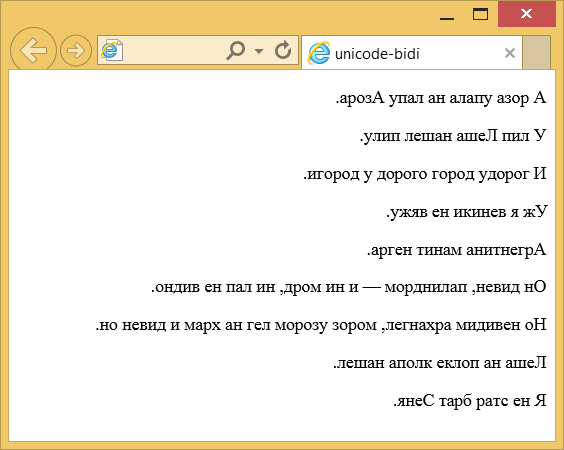 .арозА упал ан алапу азор А
.улип лешан ашеЛ лип У
.игород у дорого город удорог И
.ужяв ен икинев я жУ
.арген тинам анитнегрА
.ондив ен пал ин ,дром ин и — морднилап ,невид нО
.но невид и марх ан гел морозу зором ,легнахра мидивен оН
.лешан аполк еклоп ан ашеЛ
.янеС тарб ратс ен Я
unicode-bidi